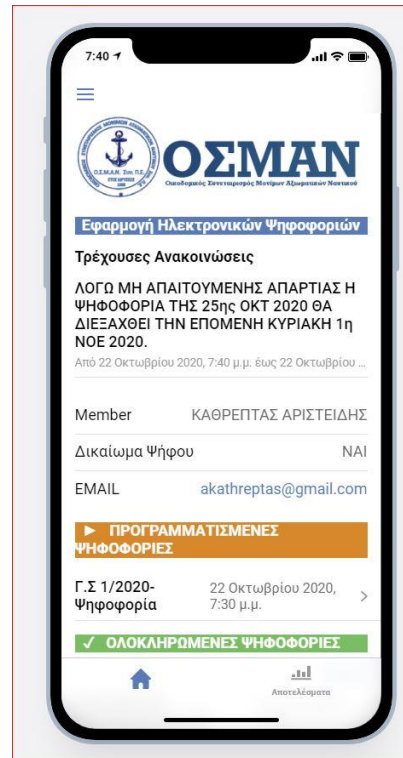 7:40
Ο.Σ.Μ.Α.Ν. Συν. Π.Ε.
ΟΣΜΑΝ
Οικοδομικός Συνεταιρισμός Μονίμων Αξιωματικών Ναυτικού
Εφαρμογή Ηλεκτρονικών Ψηφοφοριών
Τρέχουσες Ανακοινώσεις
ΛΟΓΩ ΜΗ ΑΠΑΙΤΟΥΜΕΝΗΣ ΑΠΑΡΤΙΑΣ Η
ΨΗΦΟΦΟΡΙΑ ΤΗΣ 25ης ΟΚΤ 2020 ΘΑ
ΔΙΕΞΑΧΘΕΙ ΤΗΝ ΕΠΟΜΕΝΗ ΚΥΡΙΑΚΗ 1η
ΝΟΕ 2020.
Από 22 Οκτωβρίου 2020, 7:40 μ.μ. έως 22 Οκτωβρίου ...
Member ΚΑΘΡΕΠΤΑΣ ΑΡΙΣΤΕΙΔΗΣ
Δικαίωμα Ψήφου ΝΑΙ
EMAIL akathreptas@gmail.com
► ΠΡΟΓΡΑΜΜΑΤΙΣΜΕΝΕΣ
ΨΗΦΟΦΟΡΙΕΣ
Γ.Σ 1/2020- 22 Οκτωβρίου 2020,
Ψηφοφορία 7:30 μ.μ.
✓ ΟΛΟΚΛΗΡΩΜΕΝΕΣ ΨΗΦΟΦΟΡΙΕΣ
Αποτελέσματα